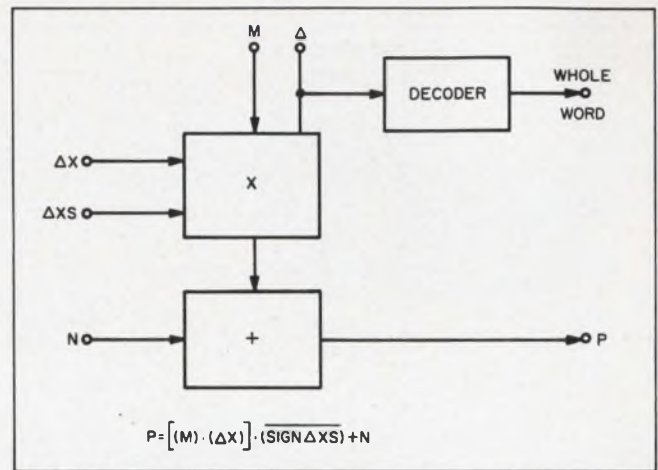 M Δ
DECODER
WHOLE
WORD
ΔX
X
ΔXS
N
+
P
P=[(M)·(ΔX)]·(SIGN ΔXS)+N